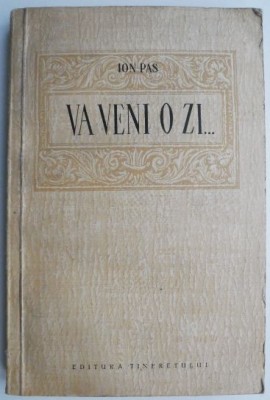 ION PAS
VA VENI O ZI...
EDITURA TINERETULUI